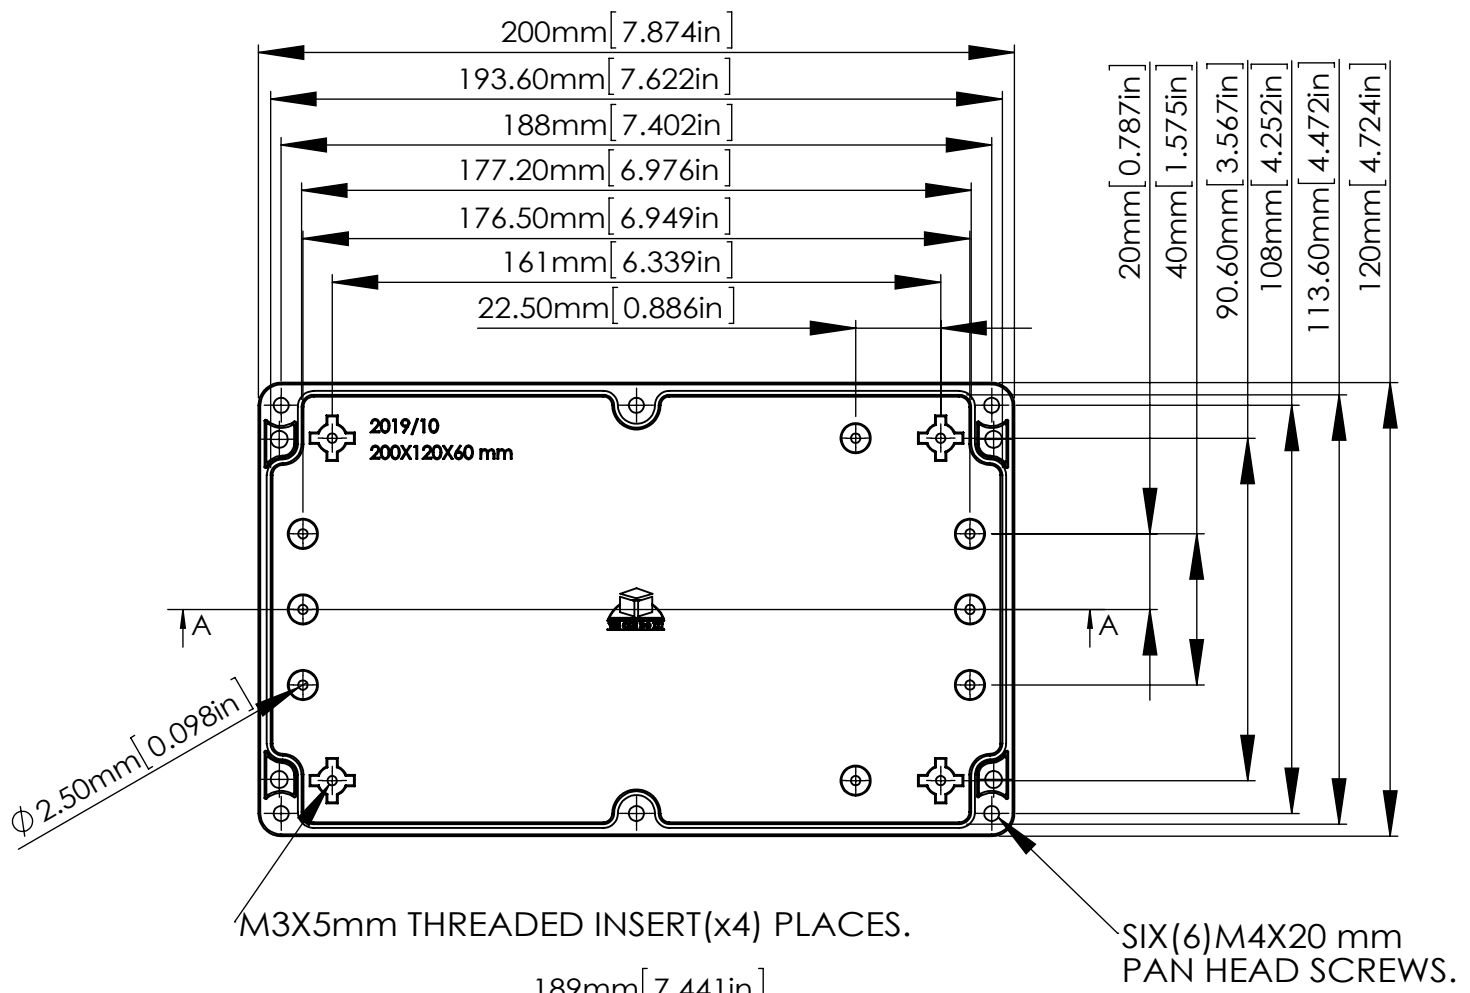 200mm[7.874in]
193.60mm[7.622in]
188mm[7.402in]
177.20mm[6.976in]
176.50mm[6.949in]
161mm[6.339in]
22.50mm[0.886in]
20mm[0.787in]
40mm[1.575in]
90.60mm[3.567in]
108mm[4.252in]
113.60mm[4.472in]
120mm[4.724in]
2019/10
200X120X60 mm
A
A
⌀2.50mm[0.098in]
M3X5mm THREADED INSERT(x4) PLACES.
SIX(6)M4X20 mm
PAN HEAD SCREWS.
189mm[7.441in]